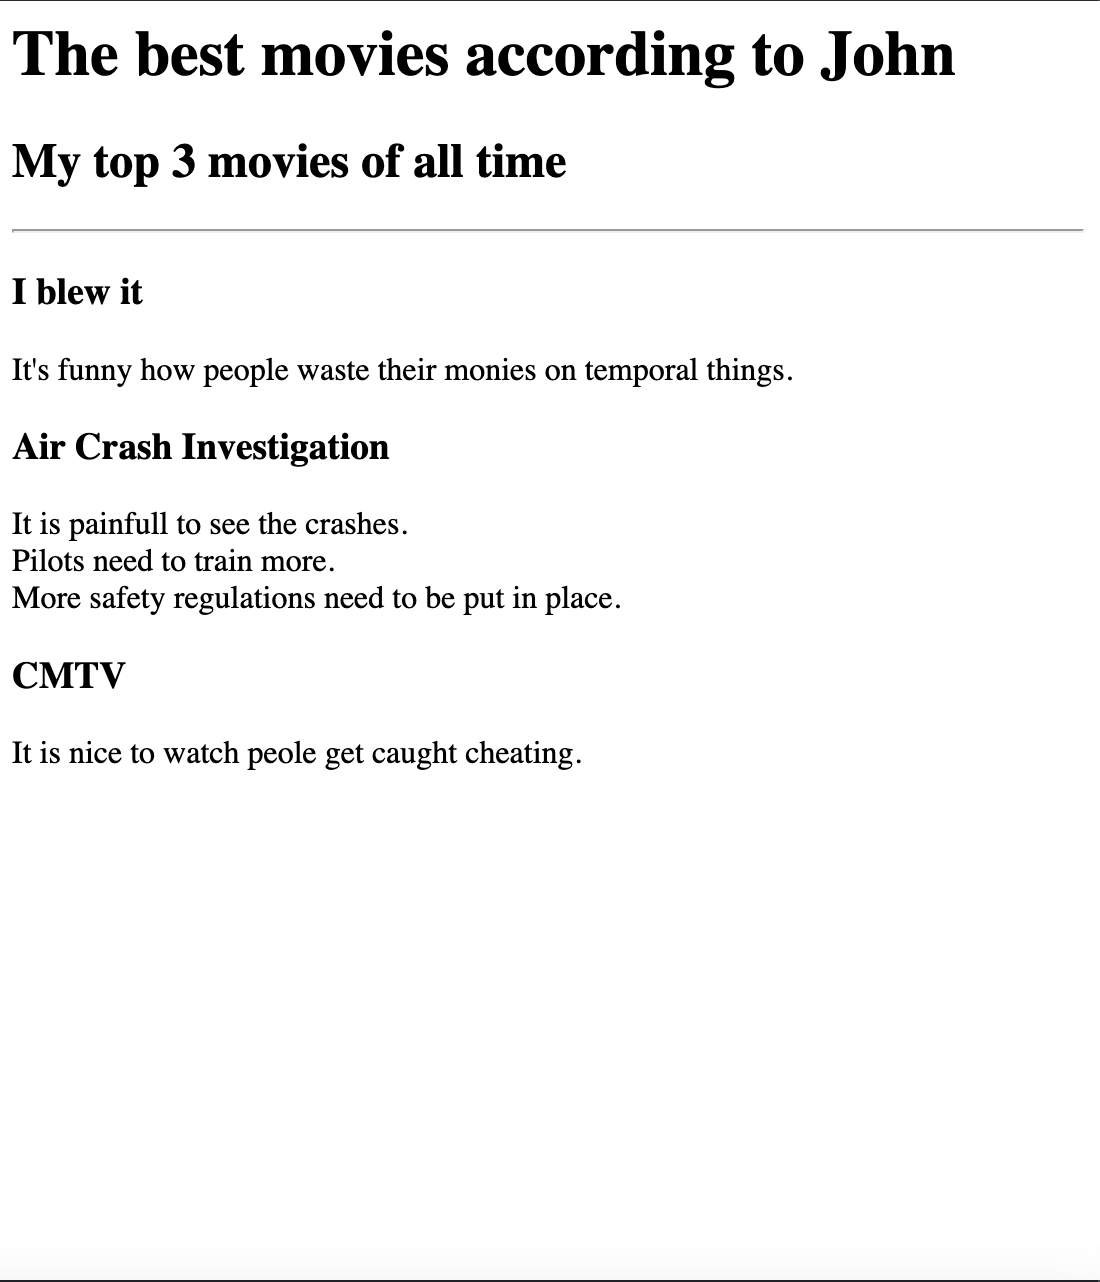 The best movies according to John
My top 3 movies of all time
I blew it
It's funny how people waste their monies on temporal things.
Air Crash Investigation
It is painfull to see the crashes.
Pilots need to train more.
More safety regulations need to be put in place.
CMTV
It is nice to watch peole get caught cheating.